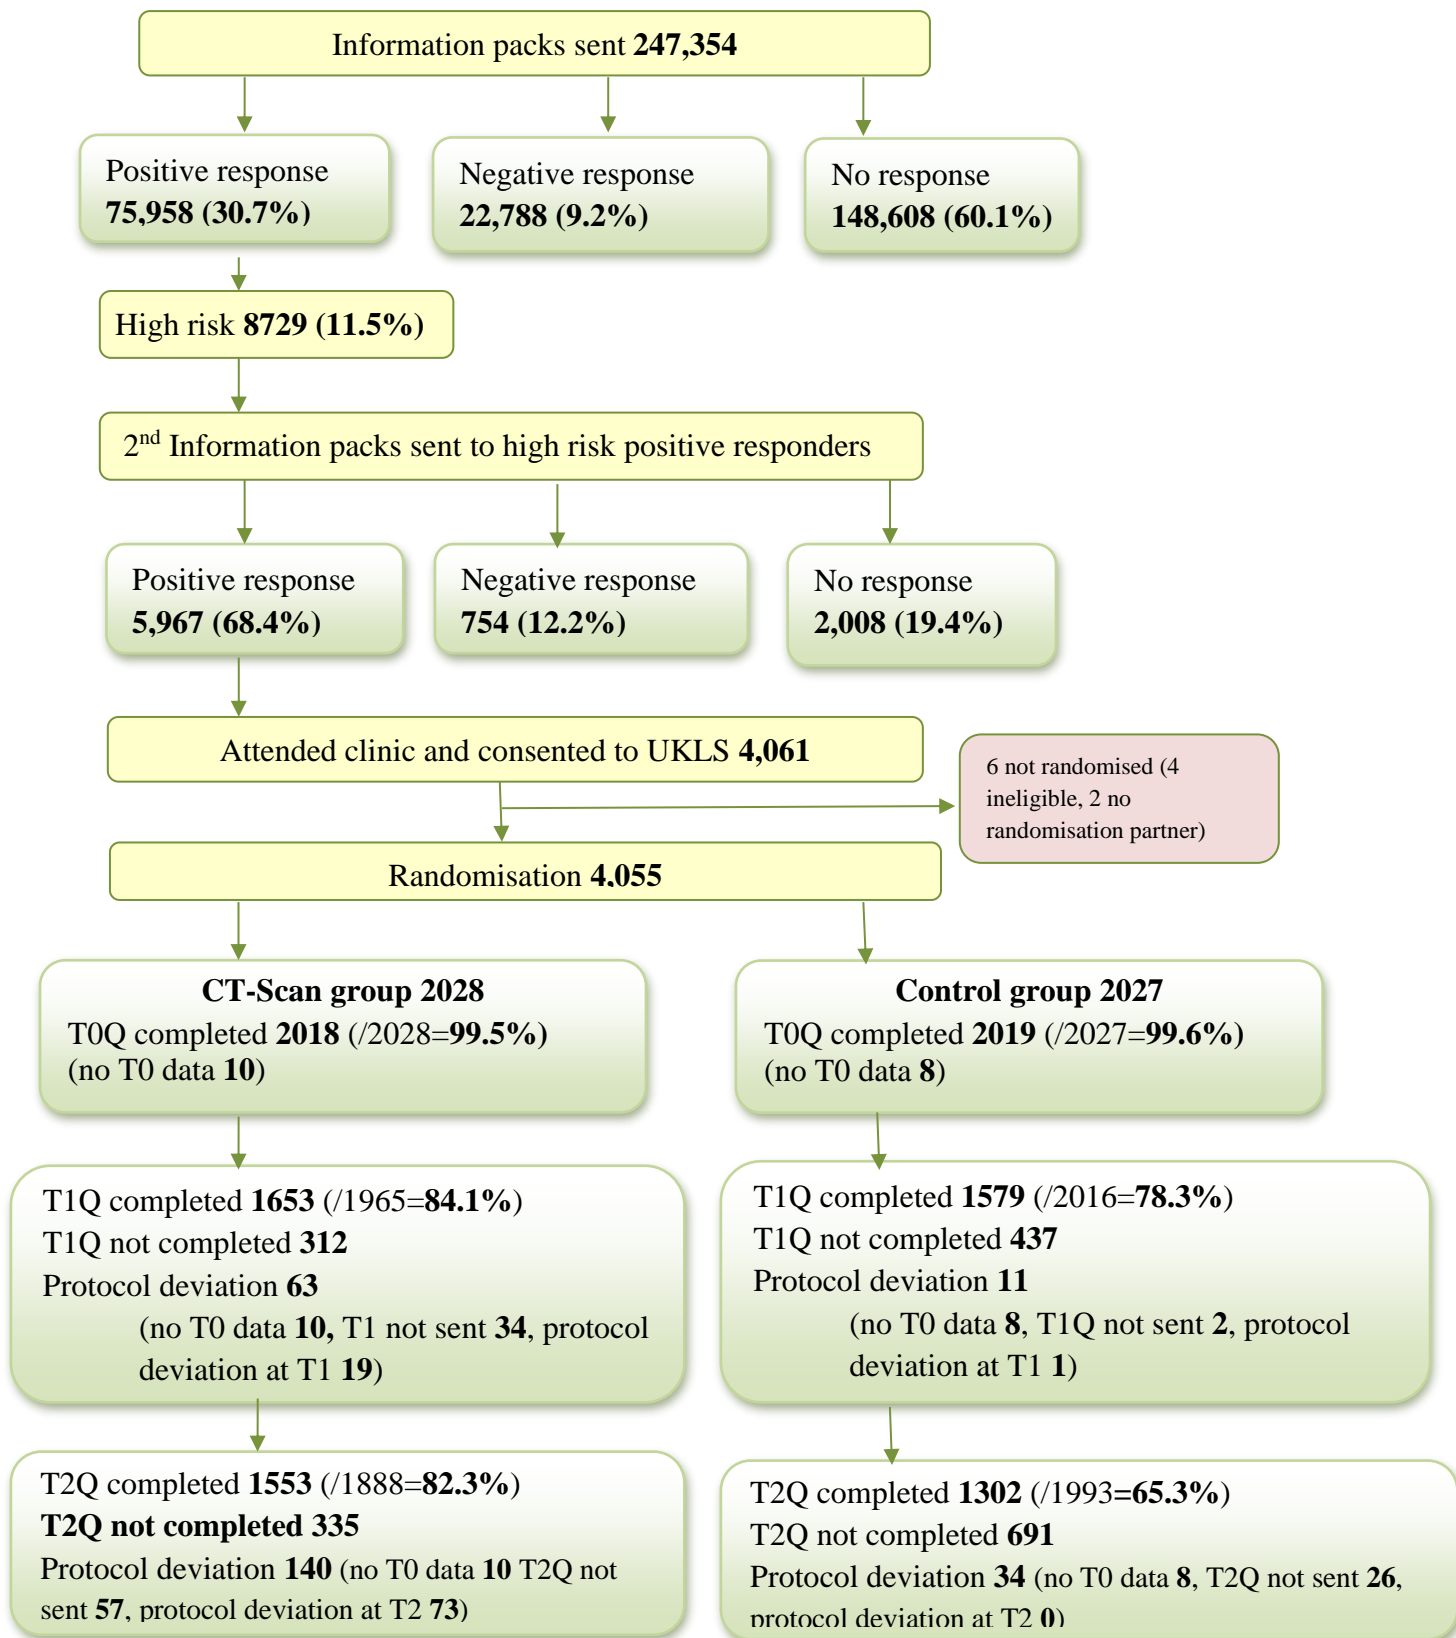 Information packs sent 247,354
Positive response
75,958 (30.7%)
Negative response
22,788 (9.2%)
No response
148,608 (60.1%)
High risk 8729 (11.5%)
2nd Information packs sent to high risk positive responders
Positive response
5,967 (68.4%)
Negative response
754 (12.2%)
No response
2,008 (19.4%)
Attended clinic and consented to UKLS 4,061
6 not randomised (4
ineligible, 2 no
randomisation partner)
Randomisation 4,055
CT-Scan group 2028
T0Q completed 2018 (/2028=99.5%)
(no T0 data 10)
Control group 2027
T0Q completed 2019 (/2027=99.6%)
(no T0 data 8)
T1Q completed 1653 (/1965=84.1%)
T1Q not completed 312
Protocol deviation 63
(no T0 data 10, T1 not sent 34, protocol
deviation at T1 19)
T1Q completed 1579 (/2016=78.3%)
T1Q not completed 437
Protocol deviation 11
(no T0 data 8, T1Q not sent 2, protocol
deviation at T1 1)
T2Q completed 1553 (/1888=82.3%)
T2Q not completed 335
Protocol deviation 140 (no T0 data 10 T2Q not
sent 57, protocol deviation at T2 73)
T2Q completed 1302 (/1993=65.3%)
T2Q not completed 691
Protocol deviation 34 (no T0 data 8, T2Q not sent 26,
protocol deviation at T2 0)